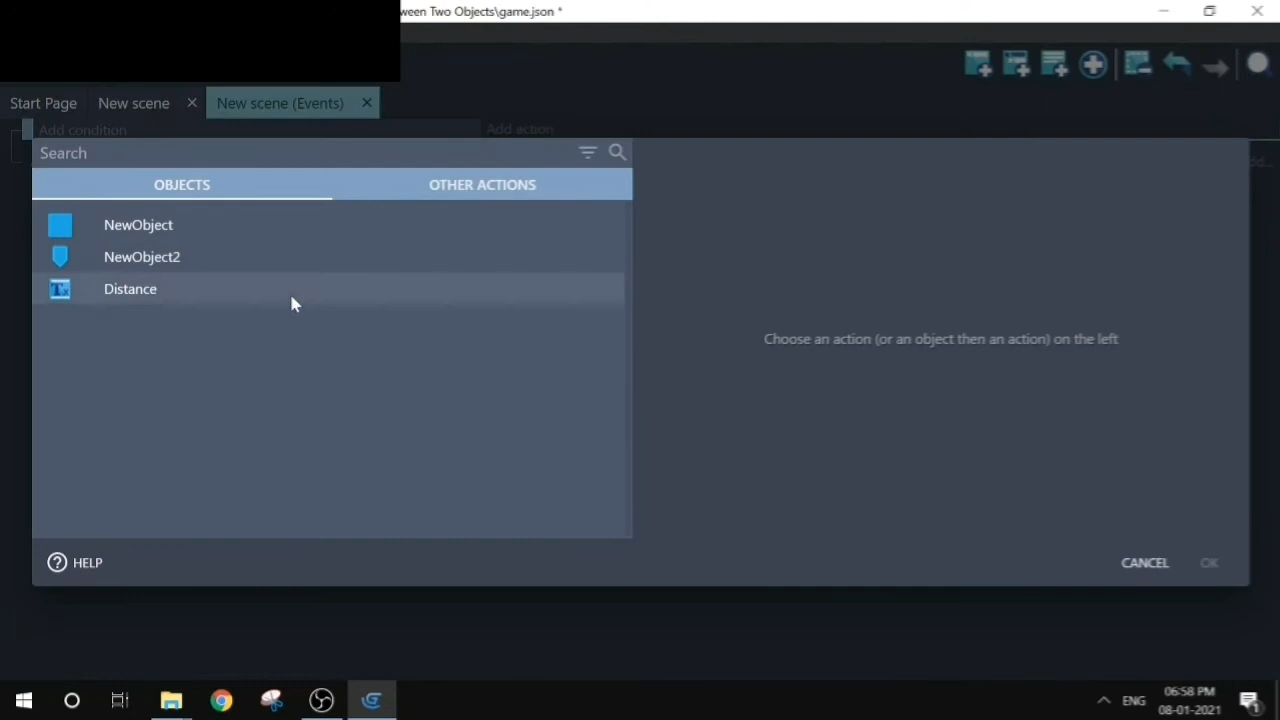 ween Two Objects\game.json *
Start Page
New scene
New scene (Events)
Add condition
Add action
Search
OBJECTS
OTHER ACTIONS
NewObject
NewObject2
Distance
Choose an action (or an object then an action) on the left
HELP
CANCEL
OK
ENG
06:58 PM
08-01-2021
1